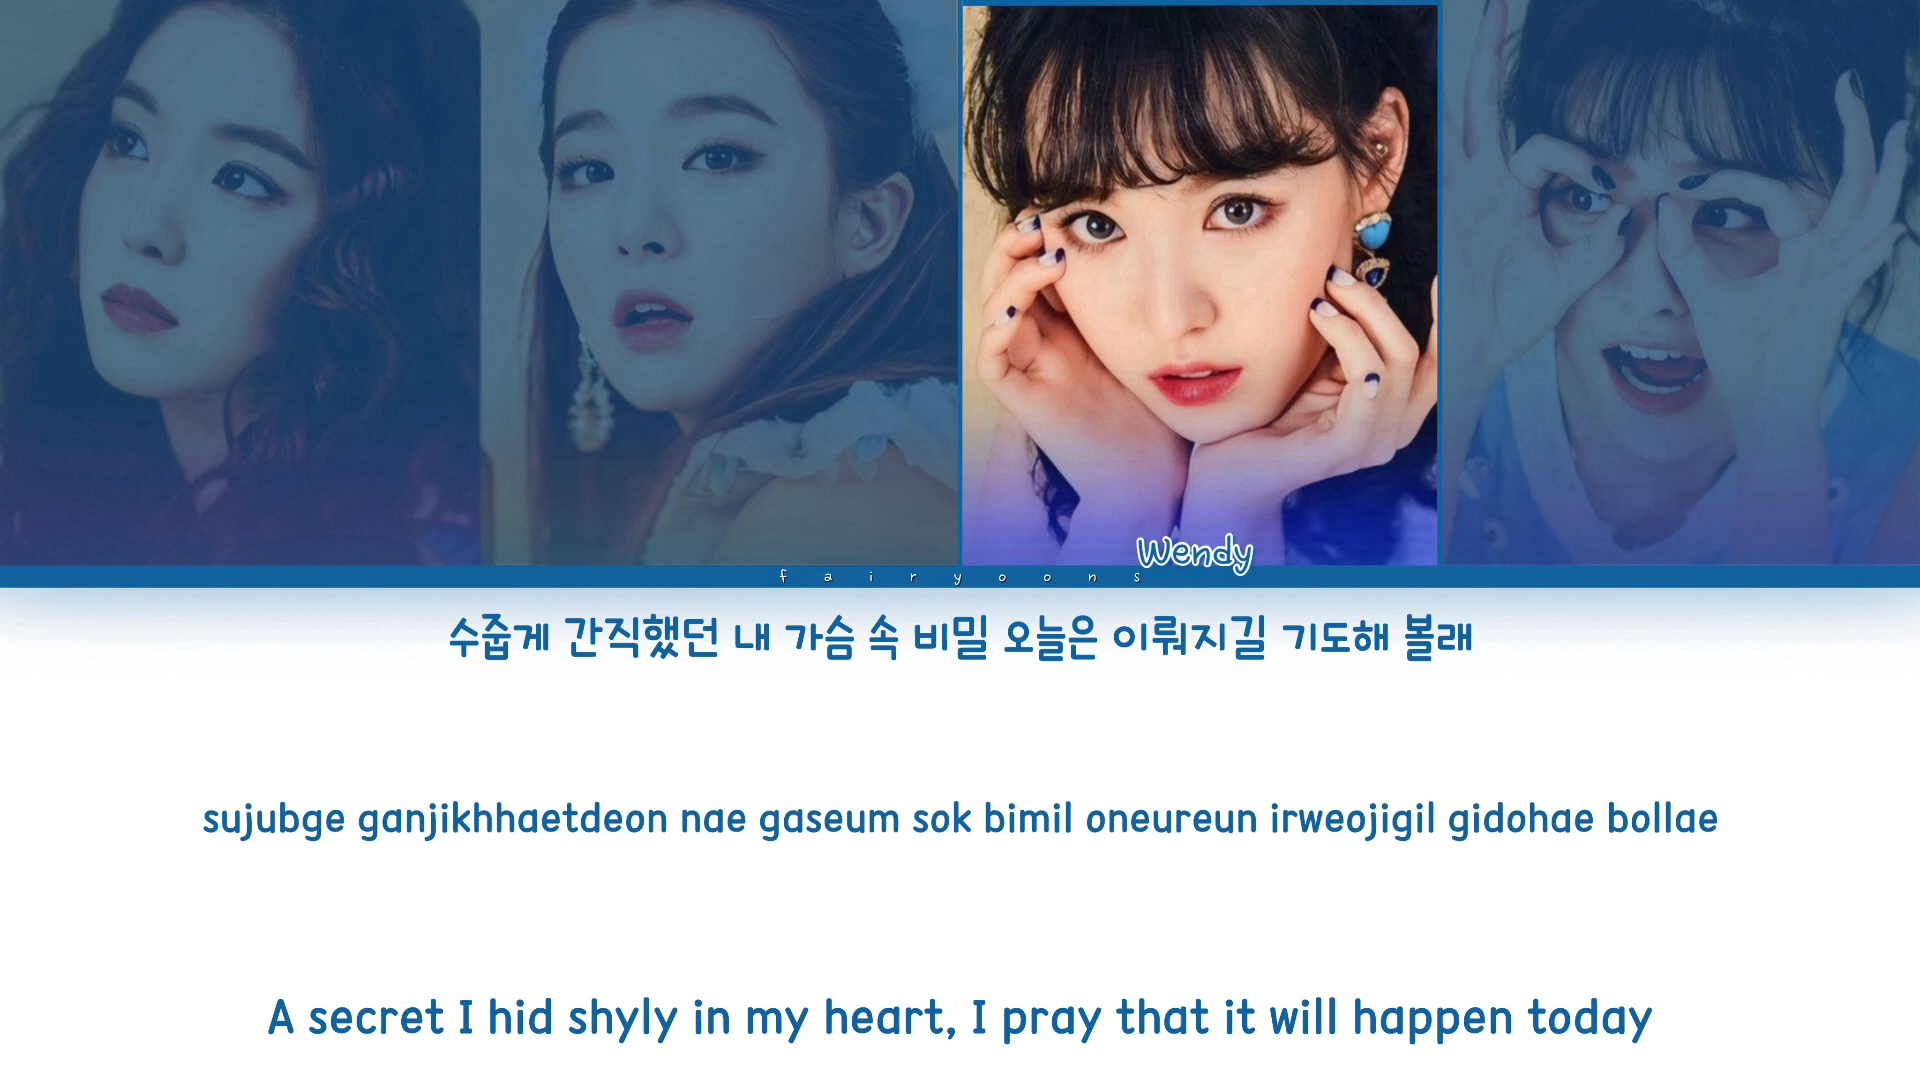 Wendy
fairyoons
수줍게 간직했던 내 가슴 속 비밀 오늘은 이뤄지길 기도해 볼래
sujubge ganjikhhaetdeon nae gaseum sok bimil oneureun irweojigil gidohae bollae
A secret I hid shyly in my heart, I pray that it will happen today